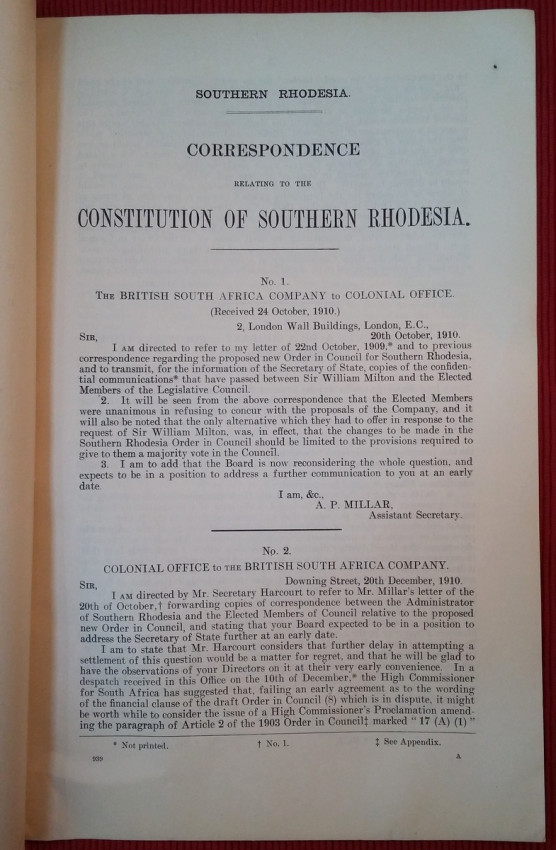 SOUTHERN RHODESIA.
CORRESPONDENCE
RELATING TO THE
CONSTITUTION OF SOUTHERN RHODESIA.
No. 1.
THE BRITISH SOUTH AFRICA COMPANY to COLONIAL OFFICE.
(Received 24 October, 1910.)
2, London Wall Buildings, London, E.C.,
SIR, 20th October, 1910.
I AM directed to refer to my letter of 22nd October, 1909,* and to previous
correspondence regarding the proposed new Order in Council for Southern Rhodesia,
and to transmit, for the information of the Secretary of State, copies of the confiden-
tial communications* that have passed between Sir William Milton and the Elected
Members of the Legislative Council.
2. It will be seen from the above correspondence that the Elected Members
were unanimous in refusing to concur with the proposals of the Company, and it
will also be noted that the only alternative which they had to offer in response to the
request of Sir William Milton, was, in effect, that the changes to be made in the
Southern Rhodesia Order in Council should be limited to the provisions required to
give to them a majority vote in the Council.
3. I am to add that the Board is now reconsidering the whole question, and
expects to be in a position to address a further communication to you at an early
date.
I am, &c.,
A. P. MILLAR,
Assistant Secretary.
No. 2.
COLONIAL OFFICE to THE BRITISH SOUTH AFRICA COMPANY.
SIR, Downing Street, 20th December, 1910.
I AM directed by Mr. Secretary Harcourt to refer to Mr. Millar's letter of the
20th of October,† forwarding copies of correspondence between the Administrator
of Southern Rhodesia and the Elected Members of Council relative to the proposed
new Order in Council, and stating that your Board expected to be in a position to
address the Secretary of State further at an early date.
I am to state that Mr. Harcourt considers that further delay in attempting a
settlement of this question would be a matter for regret, and that he will be glad to
have the observations of your Directors on it at their very early convenience. In a
despatch received in this Office on the 10th of December,* the High Commissioner
for South Africa has suggested that, failing an early agreement as to the wording
of the financial clause of the draft Order in Council (8) which is in dispute, it might
be worth while to consider the issue of a High Commissioner's Proclamation amend-
ing the paragraph of Article 2 of the 1903 Order in Council‡ marked "17 (A) (1)"
* Not printed. † No. 1. ‡ See Appendix.
939 A